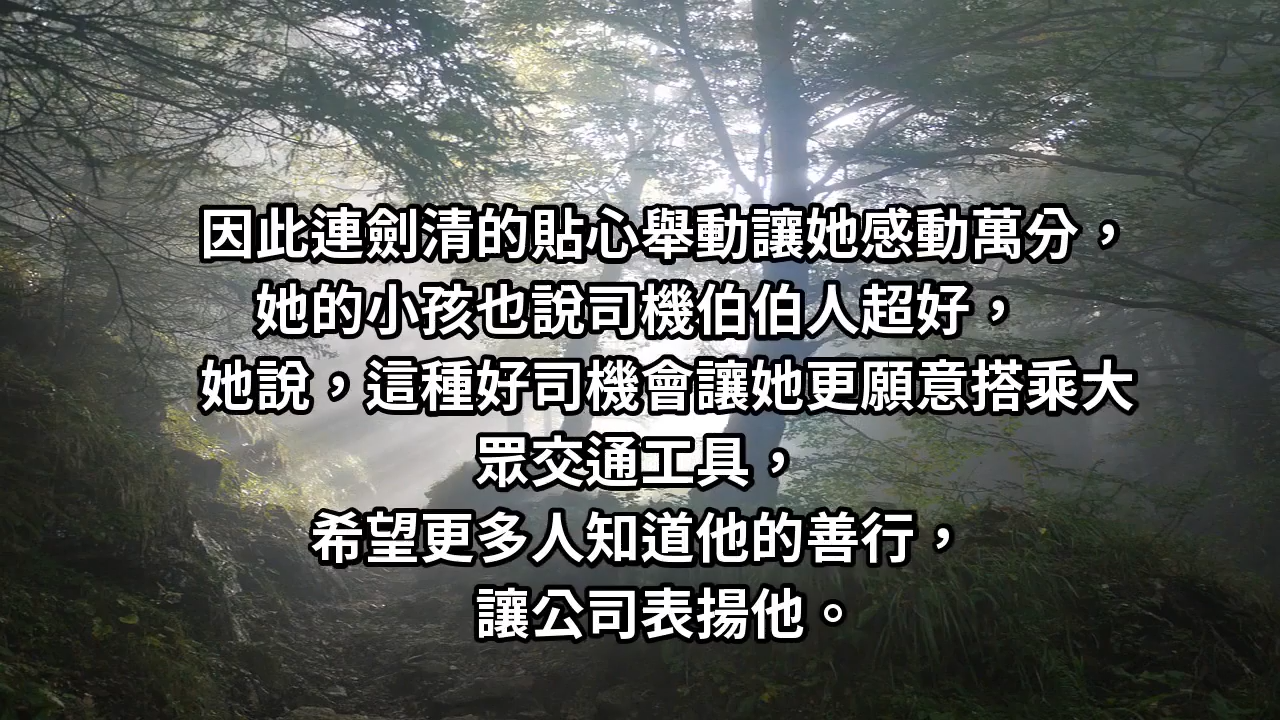 因此連劍清的貼心舉動讓她感動萬分，
她的小孩也說司機伯伯人超好，
她說，這種好司機會讓她更願意搭乘大
眾交通工具，
希望更多人知道他的善行，
讓公司表揚他。